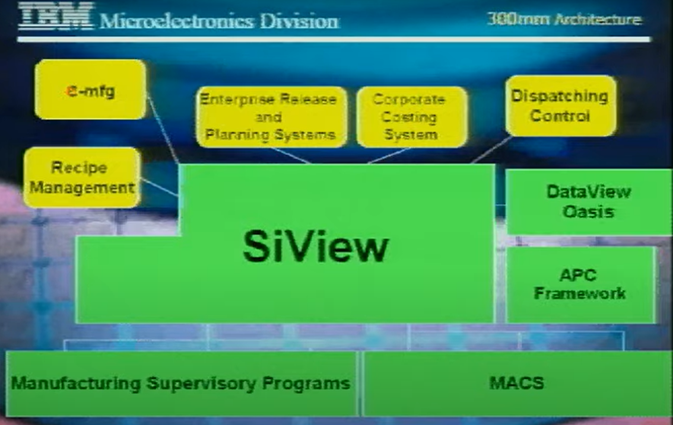 IBM Microelectronics Division
300mm Architecture
e-mfg
Enterprise Release
and
Planning Systems
Corporate
Costing
System
Dispatching
Control
Recipe
Management
SiView
DataView
Oasis
APC
Framework
Manufacturing Supervisory Programs
MACS